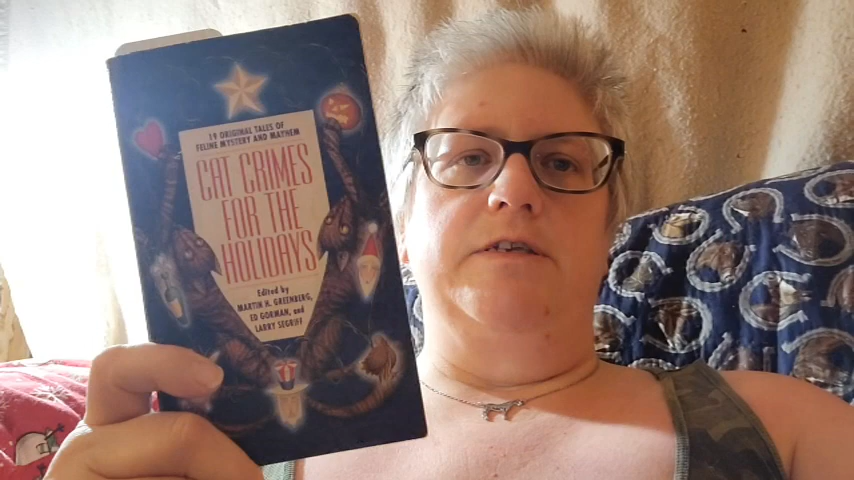 19 ORIGINAL TALES OF
FELINE MYSTERY AND MAYHEM
CAT CRIMES
FOR THE
HOLIDAYS
Edited by
MARTIN H. GREENBERG,
ED GORMAN, and
LARRY SEGRIFF